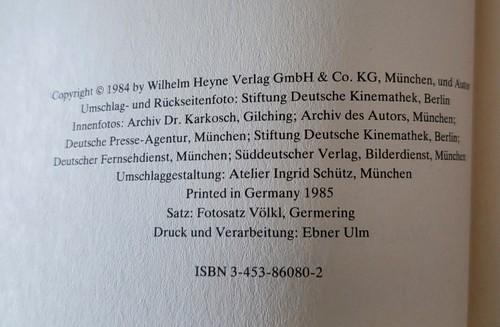 Copyright © 1984 by Wilhelm Heyne Verlag GmbH & Co. KG, München, und Autor
Umschlag- und Rückseitenfoto: Stiftung Deutsche Kinemathek, Berlin
Innenfotos: Archiv Dr. Karkosch, Gilching; Archiv des Autors, München;
Deutsche Presse-Agentur, München; Stiftung Deutsche Kinemathek, Berlin;
Deutscher Fernsehdienst, München; Süddeutscher Verlag, Bilderdienst, München
Umschlaggestaltung: Atelier Ingrid Schütz, München
Printed in Germany 1985
Satz: Fotosatz Völkl, Germering
Druck und Verarbeitung: Ebner Ulm
ISBN 3-453-86080-2